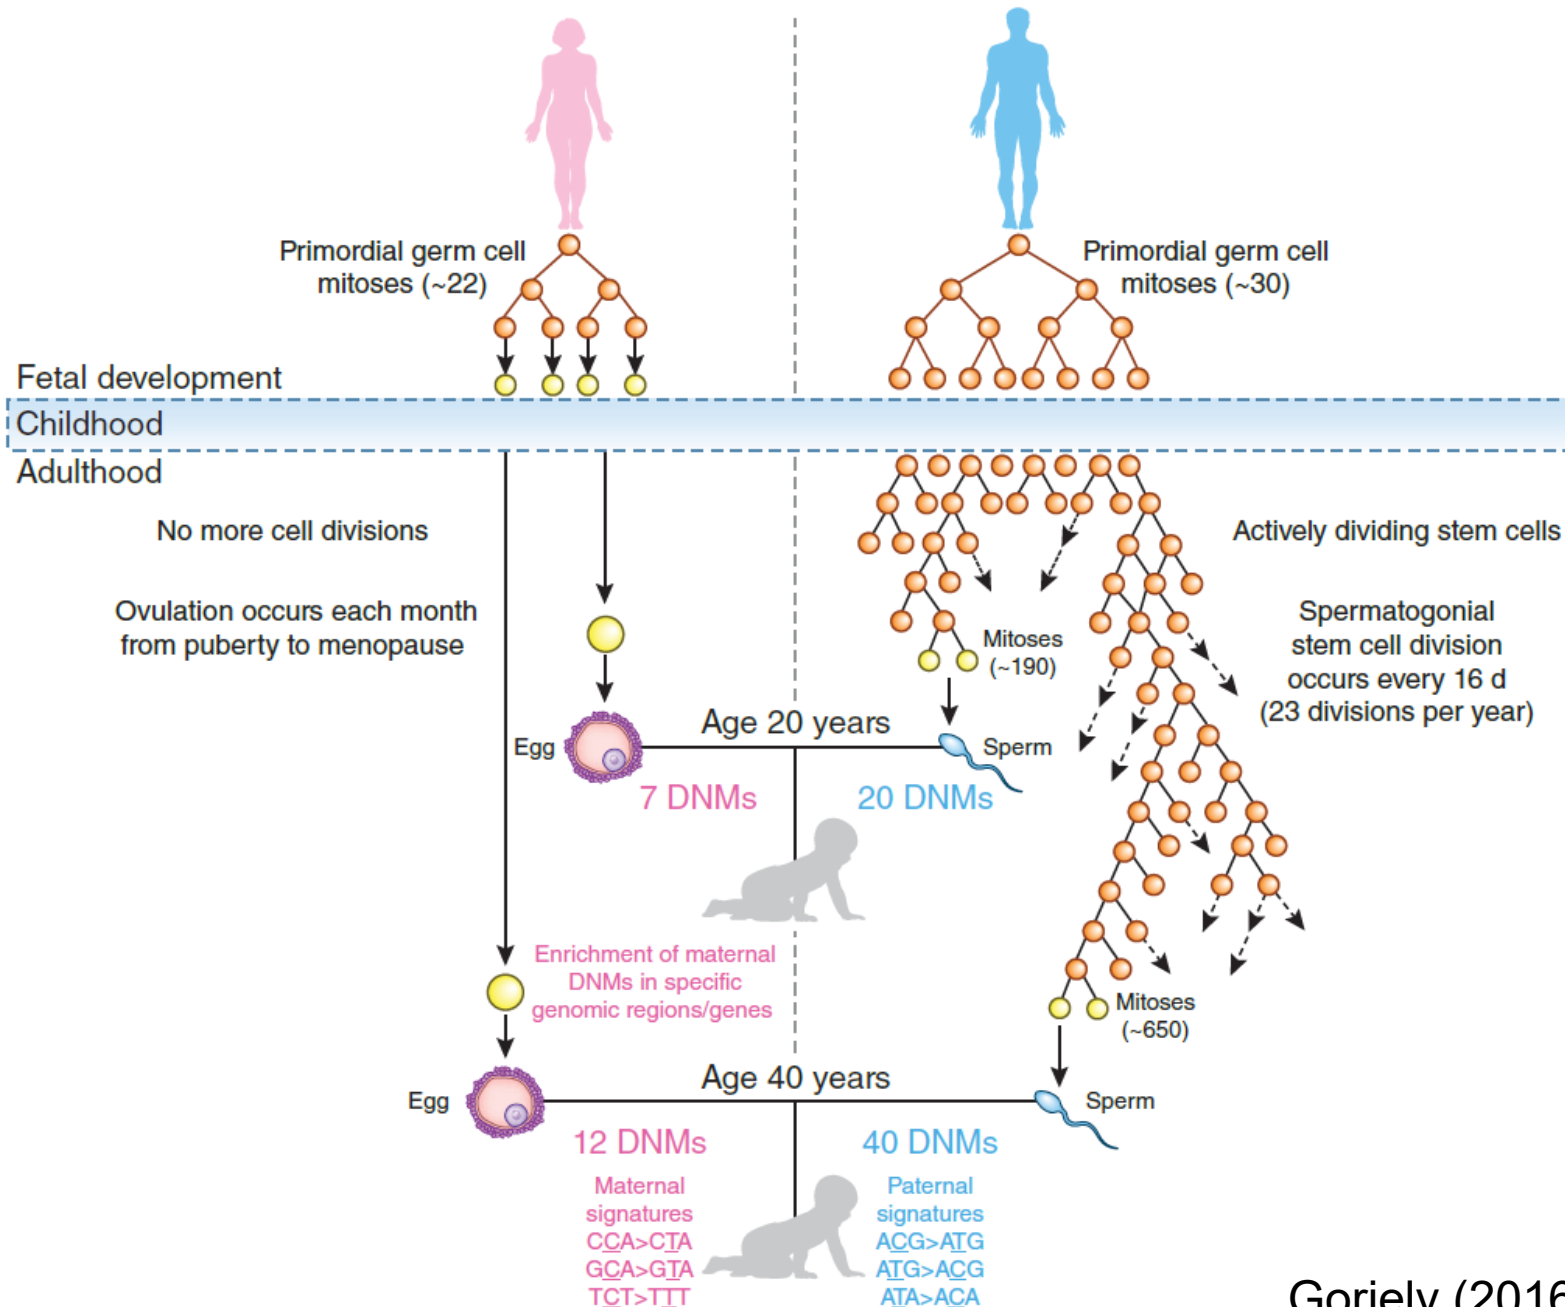 Primordial germ cell
mitoses (~22)
Primordial germ cell
mitoses (~30)
Fetal development
Childhood
Adulthood
No more cell divisions
Ovulation occurs each month
from puberty to menopause
Actively dividing stem cells
Spermatogonial
stem cell division
occurs every 16 d
(23 divisions per year)
Mitoses
(~190)
Age 20 years
Egg
Sperm
7 DNMs
20 DNMs
Enrichment of maternal
DNMs in specific
genomic regions/genes
Mitoses
(~650)
Age 40 years
Egg
Sperm
12 DNMs
40 DNMs
Maternal
signatures
CCA>CTA
GCA>GTA
TCT>TTT
Paternal
signatures
ACG>ATG
ATG>ACG
ATA>ACA
Goriely (2016